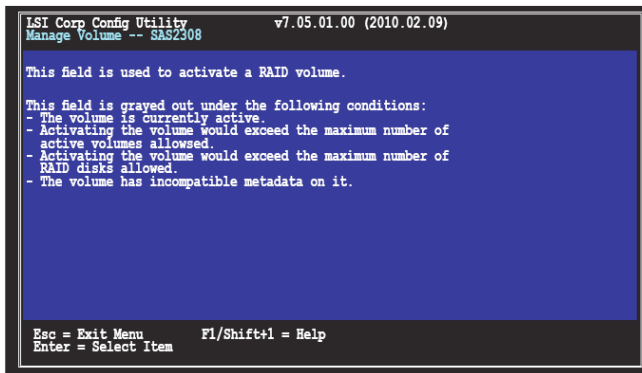 LSI Corp Config Utility v7.05.01.00 (2010.02.09)
Manage Volume -- SAS2308
This field is used to activate a RAID volume.
This field is grayed out under the following conditions:
- The volume is currently active.
- Activating the volume would exceed the maximum number of
active volumes allowsed.
- Activating the volume would exceed the maximum number of
RAID disks allowed.
- The volume has incompatible metadata on it.
Esc = Exit Menu F1/Shift+1 = Help
Enter = Select Item